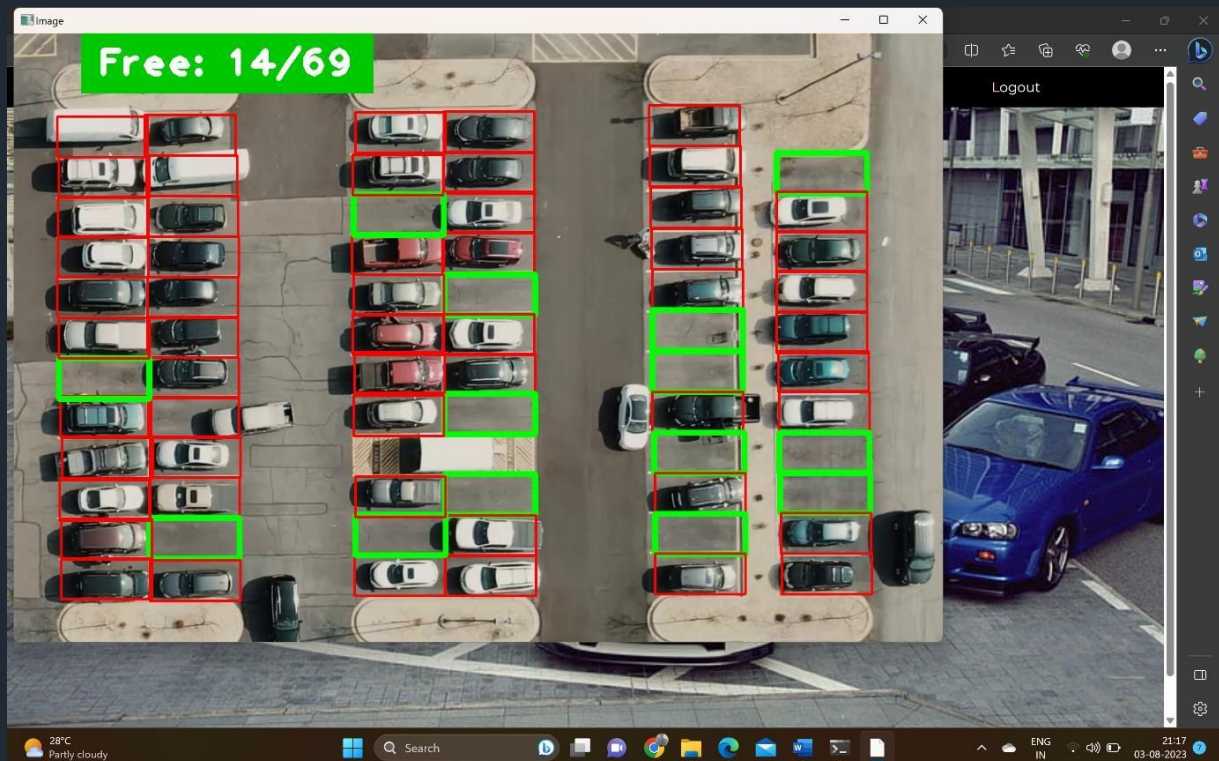 Image
Free: 14/69
Logout
28°C
Partly cloudy
Search
ENG
IN
21:17
03-08-2023